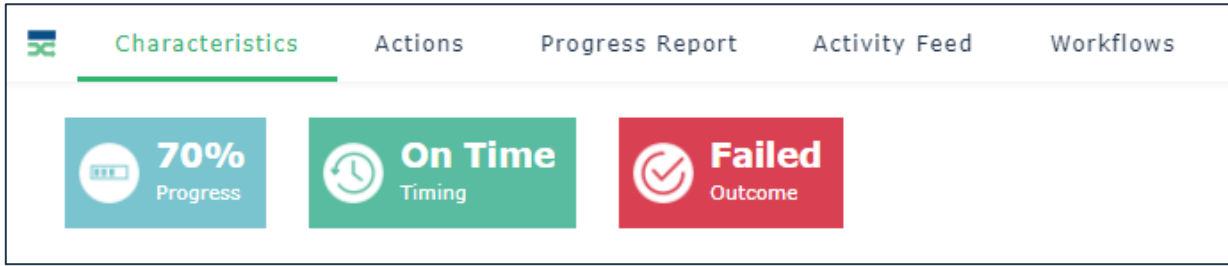 Characteristics Actions Progress Report Activity Feed Workflows
70% On Time Failed
Progress Timing Outcome